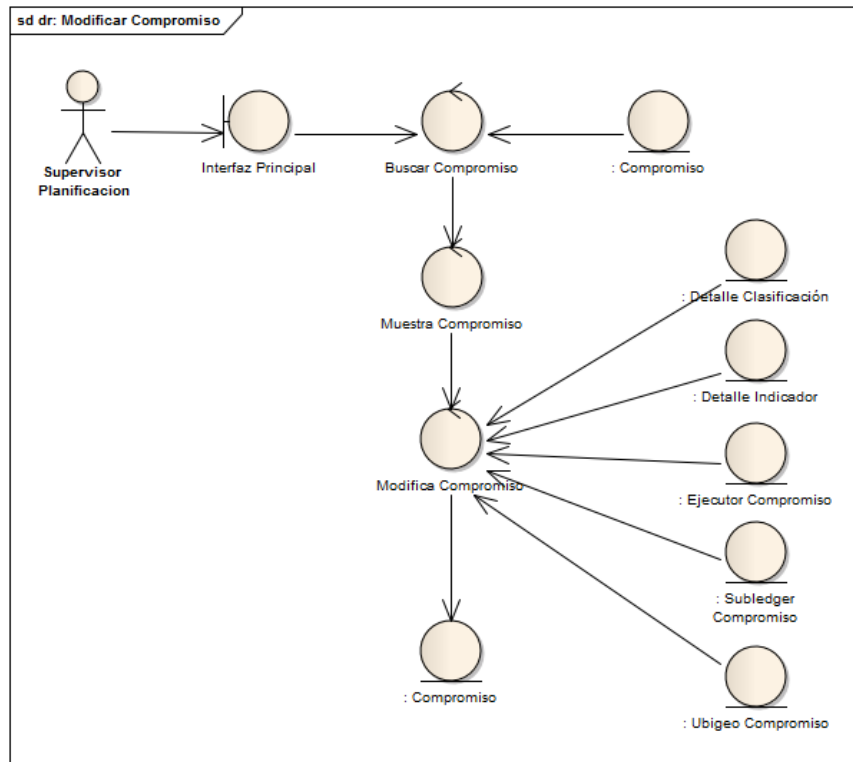 sd dr: Modificar Compromiso
Supervisor
Planificacion
Interfaz Principal
Buscar Compromiso
: Compromiso
Muestra Compromiso
: Detalle Clasificación
: Detalle Indicador
Modifica Compromiso
: Ejecutor Compromiso
: Subledger
Compromiso
: Compromiso
: Ubigeo Compromiso